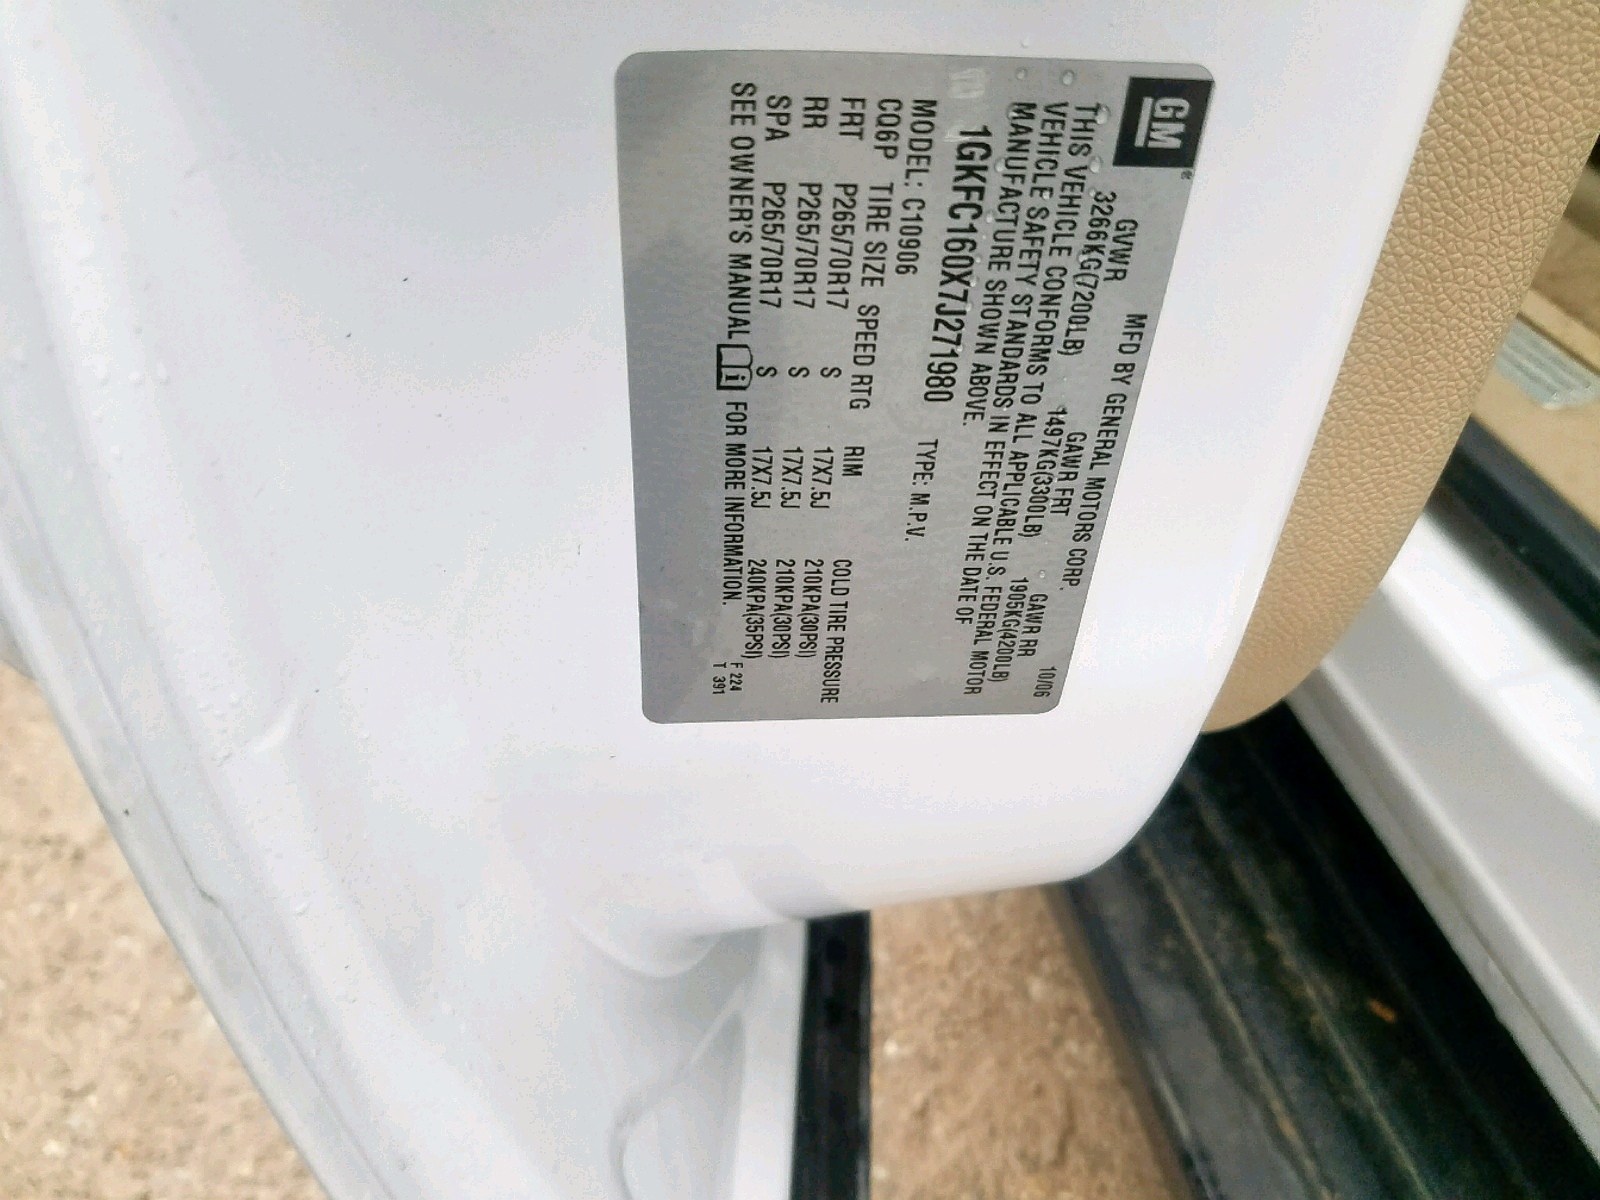 GM®
MFD BY GENERAL MOTORS CORP. 10/06
GVWR GAWR FRT GAWR RR
3266KG(7200LB) 1497KG(3300LB) 1905KG(4200LB)
THIS VEHICLE CONFORMS TO ALL APPLICABLE U.S. FEDERAL MOTOR
VEHICLE SAFETY STANDARDS IN EFFECT ON THE DATE OF
MANUFACTURE SHOWN ABOVE.
1GKFC160X7J271980 TYPE: M.P.V.
MODEL: C10906
CQ6P TIRE SIZE SPEED RTG RIM COLD TIRE PRESSURE
FRT P265/70R17 S 17X7.5J 210KPA(30PSI)
RR P265/70R17 S 17X7.5J 210KPA(30PSI)
SPA P265/70R17 S 17X7.5J 240KPA(35PSI)
SEE OWNER'S MANUAL i FOR MORE INFORMATION.
F 224
T 391